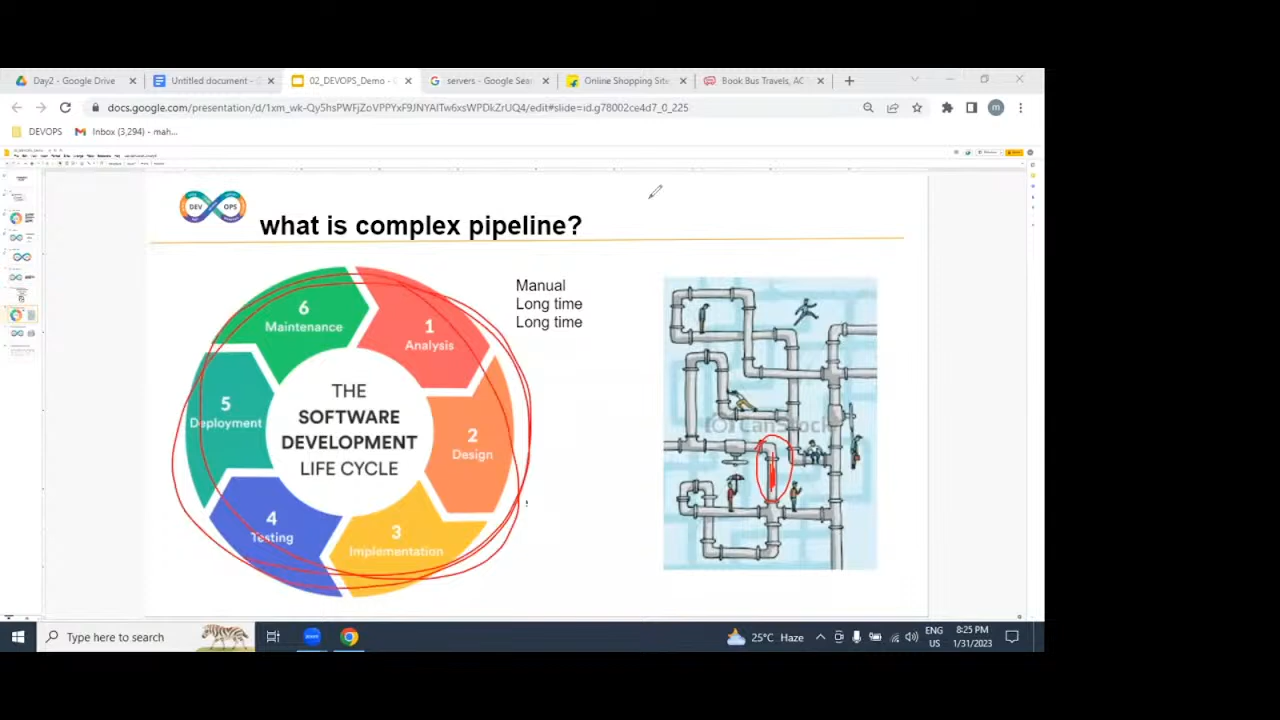 Day2 - Google Drive
Untitled document -
02_DEVOPS_Demo -
servers - Google Sea
Online Shopping Site
Book Bus Travels, AC
docs.google.com/presentation/d/1xm_wk-Qy5hsPWFjZoVPPYxF9JNYAlTw6xsWPDkZrUQ4/edit#slide=id.g78002ce4d7_0_225
m
DEVOPS
Inbox (3,294) - mah...
DEV OPS
what is complex pipeline?
Manual
Long time
Long time
6
Maintenance
1
Analysis
5
Deployment
2
Design
4
Testing
3
Implementation
THE
SOFTWARE
DEVELOPMENT
LIFE CYCLE
CanStock
Type here to search
25°C Haze
ENG
US
8:25 PM
1/31/2023